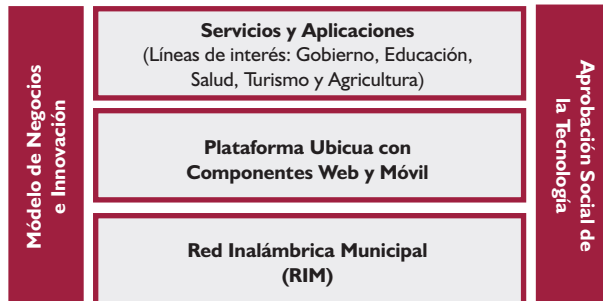 Módelo de Negocios
e Innovación
Servicios y Aplicaciones
(Líneas de interés: Gobierno, Educación,
Salud, Turismo y Agricultura)
Plataforma Ubicua con
Componentes Web y Móvil
Red Inalámbrica Municipal
(RIM)
Aprobación Social de
la Tecnología